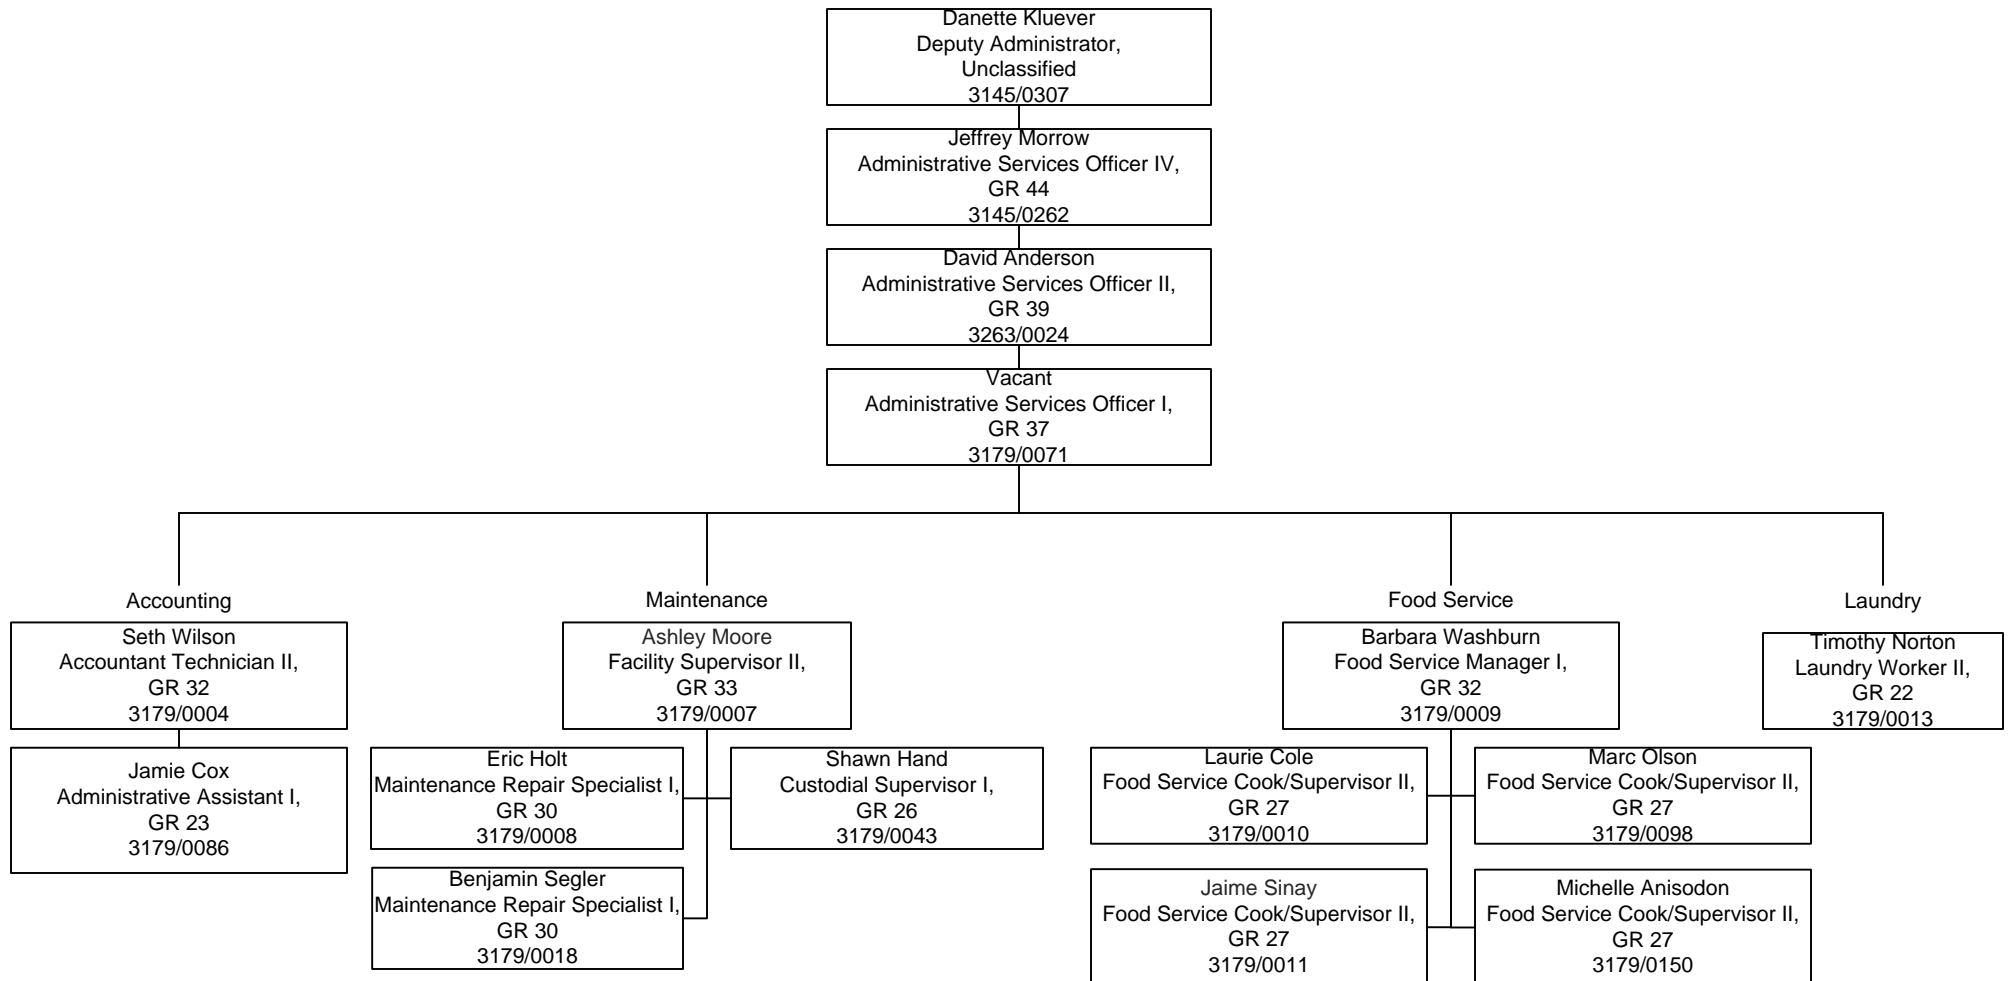 Danette Kluever
Deputy Administrator,
Unclassified
3145/0307
Jeffrey Morrow
Administrative Services Officer IV,
GR 44
3145/0262
David Anderson
Administrative Services Officer II,
GR 39
3263/0024
Vacant
Administrative Services Officer I,
GR 37
3179/0071
Accounting
Seth Wilson
Accountant Technician II,
GR 32
3179/0004
Jamie Cox
Administrative Assistant I,
GR 23
3179/0086
Maintenance
Ashley Moore
Facility Supervisor II,
GR 33
3179/0007
Eric Holt
Maintenance Repair Specialist I,
GR 30
3179/0008
Shawn Hand
Custodial Supervisor I,
GR 26
3179/0043
Benjamin Segler
Maintenance Repair Specialist I,
GR 30
3179/0018
Food Service
Barbara Washburn
Food Service Manager I,
GR 32
3179/0009
Laurie Cole
Food Service Cook/Supervisor II,
GR 27
3179/0010
Marc Olson
Food Service Cook/Supervisor II,
GR 27
3179/0098
Jaime Sinay
Food Service Cook/Supervisor II,
GR 27
3179/0011
Michelle Anisodon
Food Service Cook/Supervisor II,
GR 27
3179/0150
Laundry
Timothy Norton
Laundry Worker II,
GR 22
3179/0013